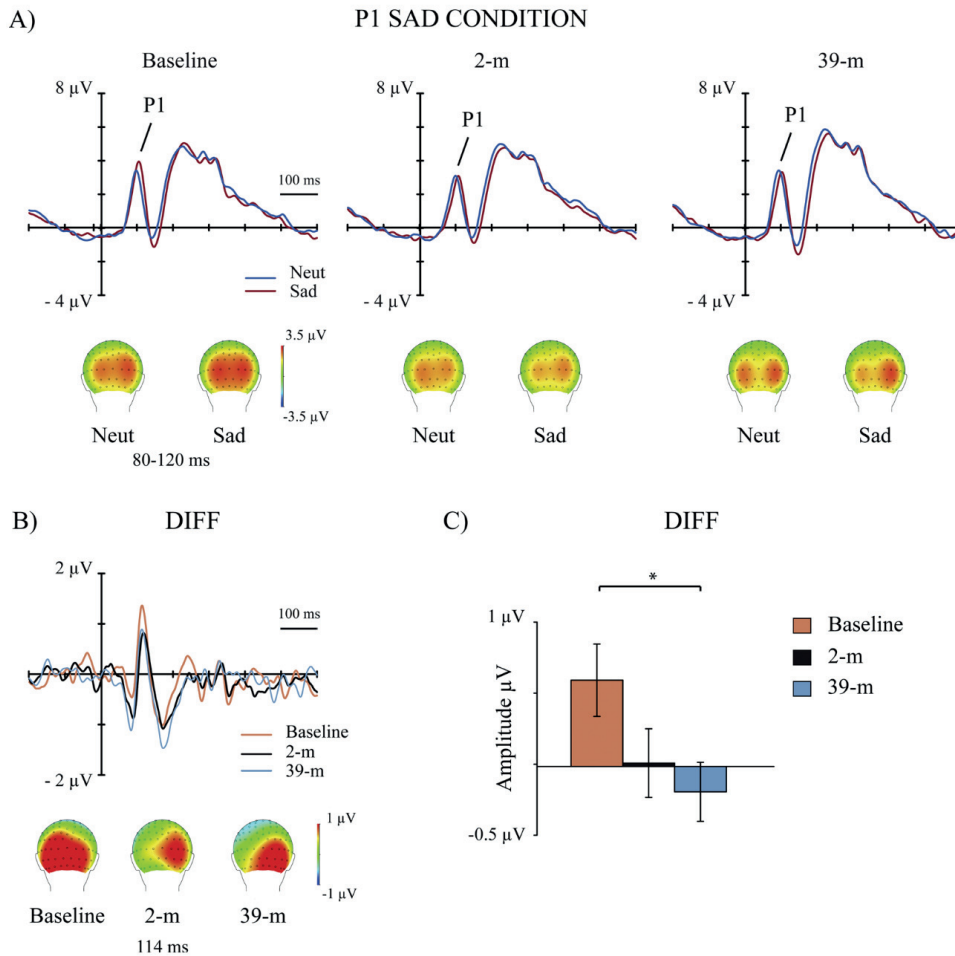 A)
P1 SAD CONDITION
Baseline
2-m
39-m
8 µV
P1
100 ms
Neut
Sad
- 4 µV
8 µV
P1
- 4 µV
8 µV
P1
- 4 µV
3.5 µV
-3.5 µV
Neut
Sad
80-120 ms
Neut
Sad
Neut
Sad
B)
DIFF
2 µV
100 ms
Baseline
2-m
39-m
- 2 µV
1 µV
-1 µV
Baseline
2-m
39-m
114 ms
C)
DIFF
*
1 µV
Amplitude µV
-0.5 µV
Baseline
2-m
39-m